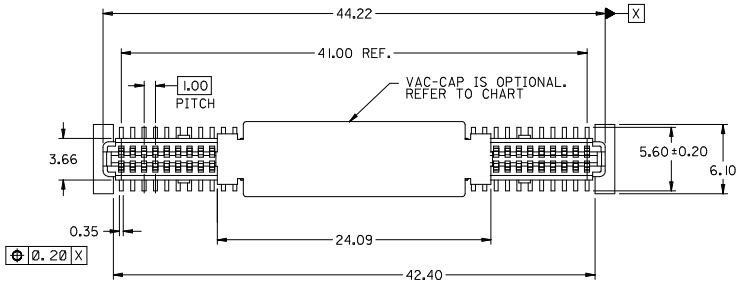 44.22
X
41.00 REF.
1.00
PITCH
VAC-CAP IS OPTIONAL.
REFER TO CHART
3.66
5.60±0.20
6.10
0.35
24.09
⌖ 0.20 X
42.40